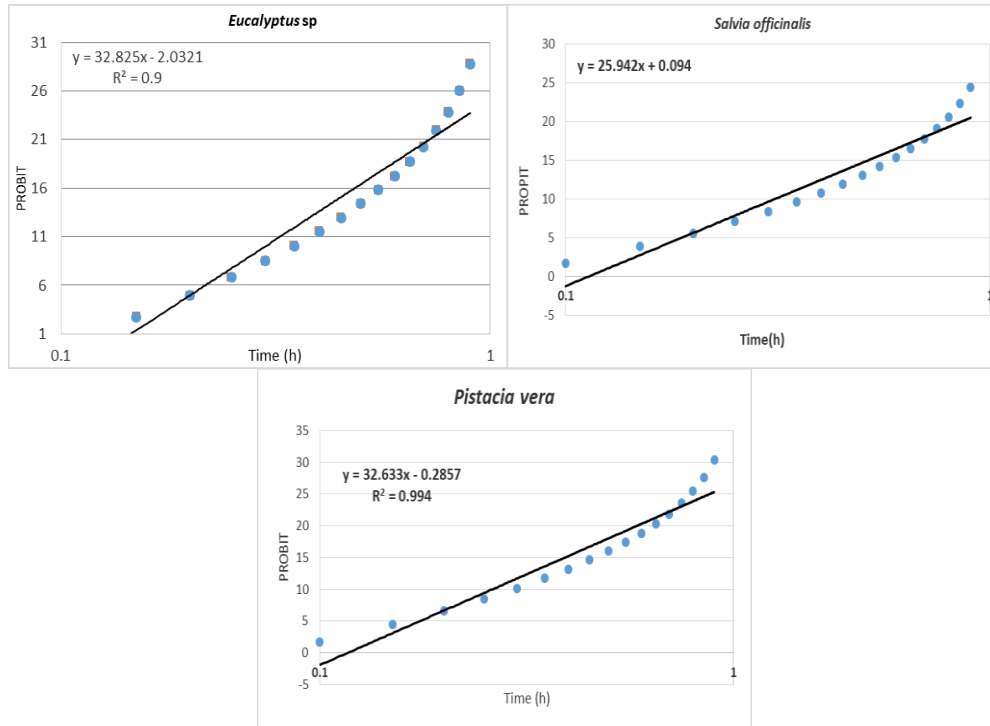 Eucalyptus sp
y = 32.825x - 2.0321
R² = 0.9
31
26
21
16
11
6
1
PROBIT
0.1
Time (h)
1
Salvia officinalis
y = 25.942x + 0.094
30
25
20
15
10
5
0
-5
PROPIT
0.1
1
Time(h)
Pistacia vera
y = 32.633x - 0.2857
R² = 0.994
35
30
25
20
15
10
5
0
-5
PROBIT
0.1
1
Time (h)